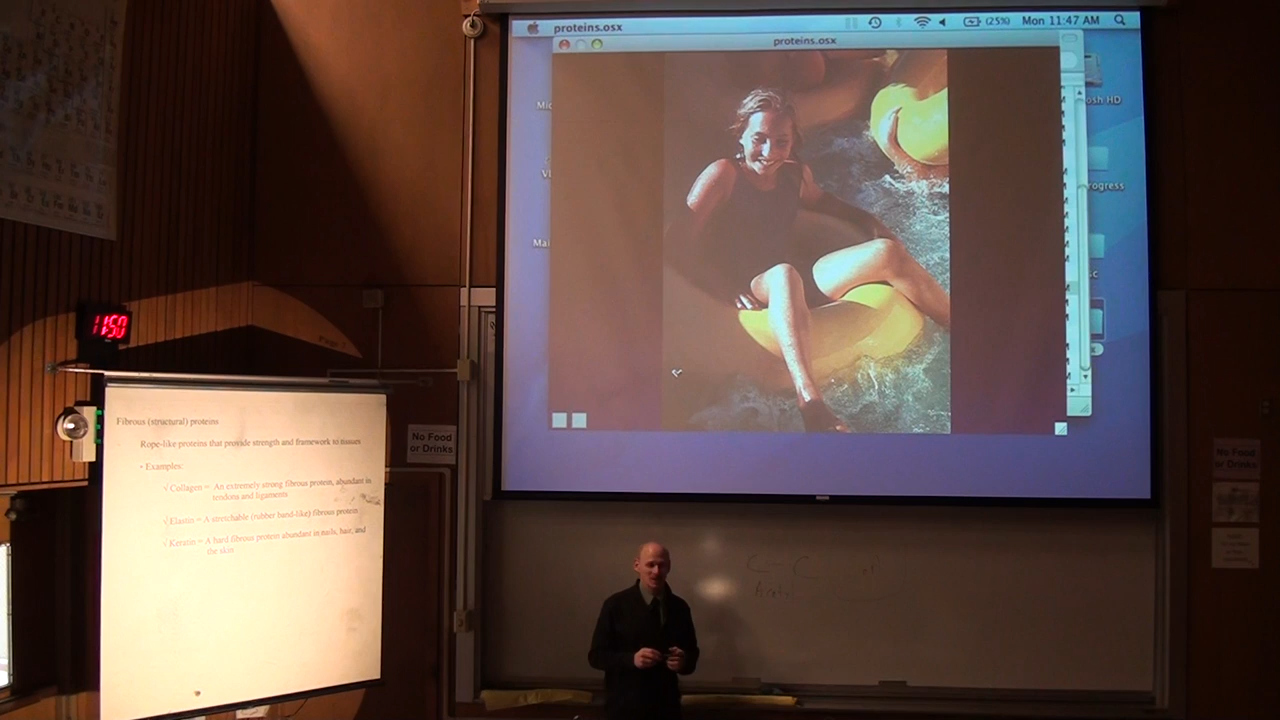 proteins.osx
(25%)
Mon 11:47 AM
proteins.osx
osh HD
rogress
.c
11:50
Fibrous (structural) proteins
Rope-like proteins that provide strength and framework to tissues
• Examples:
√ Collagen = An extremely strong fibrous protein, abundant in
tendons and ligaments
√ Elastin = A stretchable (rubber band-like) fibrous protein
√ Keratin = A hard fibrous protein abundant in nails, hair, and
the skin
No Food
or Drinks
No Food
or Drinks